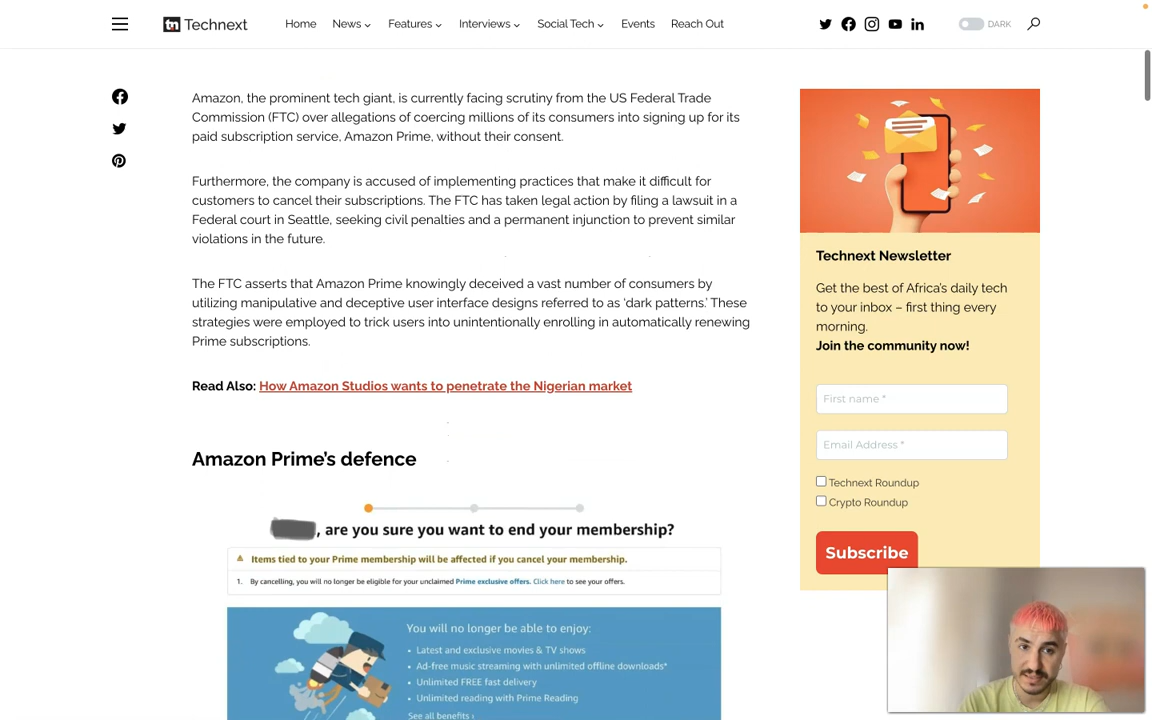 Technext
Home News Features Interviews Social Tech Events Reach Out
DARK
Amazon, the prominent tech giant, is currently facing scrutiny from the US Federal Trade
Commission (FTC) over allegations of coercing millions of its consumers into signing up for its
paid subscription service, Amazon Prime, without their consent.
Furthermore, the company is accused of implementing practices that make it difficult for
customers to cancel their subscriptions. The FTC has taken legal action by filing a lawsuit in a
Federal court in Seattle, seeking civil penalties and a permanent injunction to prevent similar
violations in the future.
The FTC asserts that Amazon Prime knowingly deceived a vast number of consumers by
utilizing manipulative and deceptive user interface designs referred to as ‘dark patterns.’ These
strategies were employed to trick users into unintentionally enrolling in automatically renewing
Prime subscriptions.
Read Also: How Amazon Studios wants to penetrate the Nigerian market
Amazon Prime’s defence
, are you sure you want to end your membership?
Items tied to your Prime membership will be affected if you cancel your membership.
1. By cancelling, you will no longer be eligible for your unclaimed Prime exclusive offers. Click here to see your offers.
You will no longer be able to enjoy:
• Latest and exclusive movies & TV shows
• Ad-free music streaming with unlimited offline downloads*
• Unlimited FREE fast delivery
• Unlimited reading with Prime Reading
See all benefits
Technext Newsletter
Get the best of Africa’s daily tech
to your inbox – first thing every
morning.
Join the community now!
First name *
Email Address *
Technext Roundup
Crypto Roundup
Subscribe